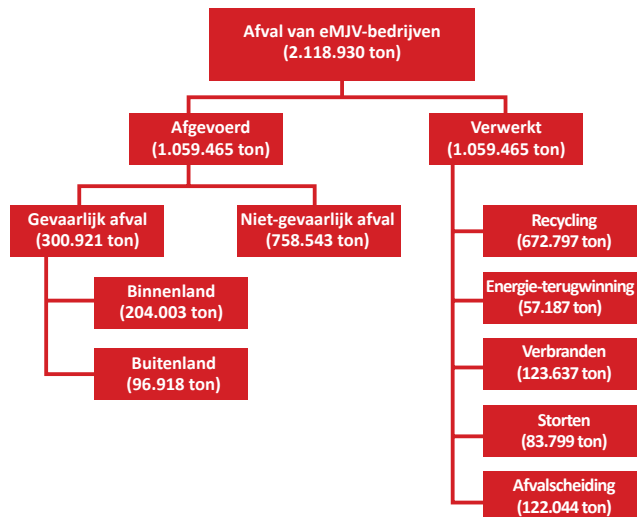 Afval van eMJV-bedrijven
(2.118.930 ton)
Afgevoerd
(1.059.465 ton)
Verwerkt
(1.059.465 ton)
Gevaarlijk afval
(300.921 ton)
Niet-gevaarlijk afval
(758.543 ton)
Binnenland
(204.003 ton)
Buitenland
(96.918 ton)
Recycling
(672.797 ton)
Energie-terugwinning
(57.187 ton)
Verbranden
(123.637 ton)
Storten
(83.799 ton)
Afvalscheiding
(122.044 ton)